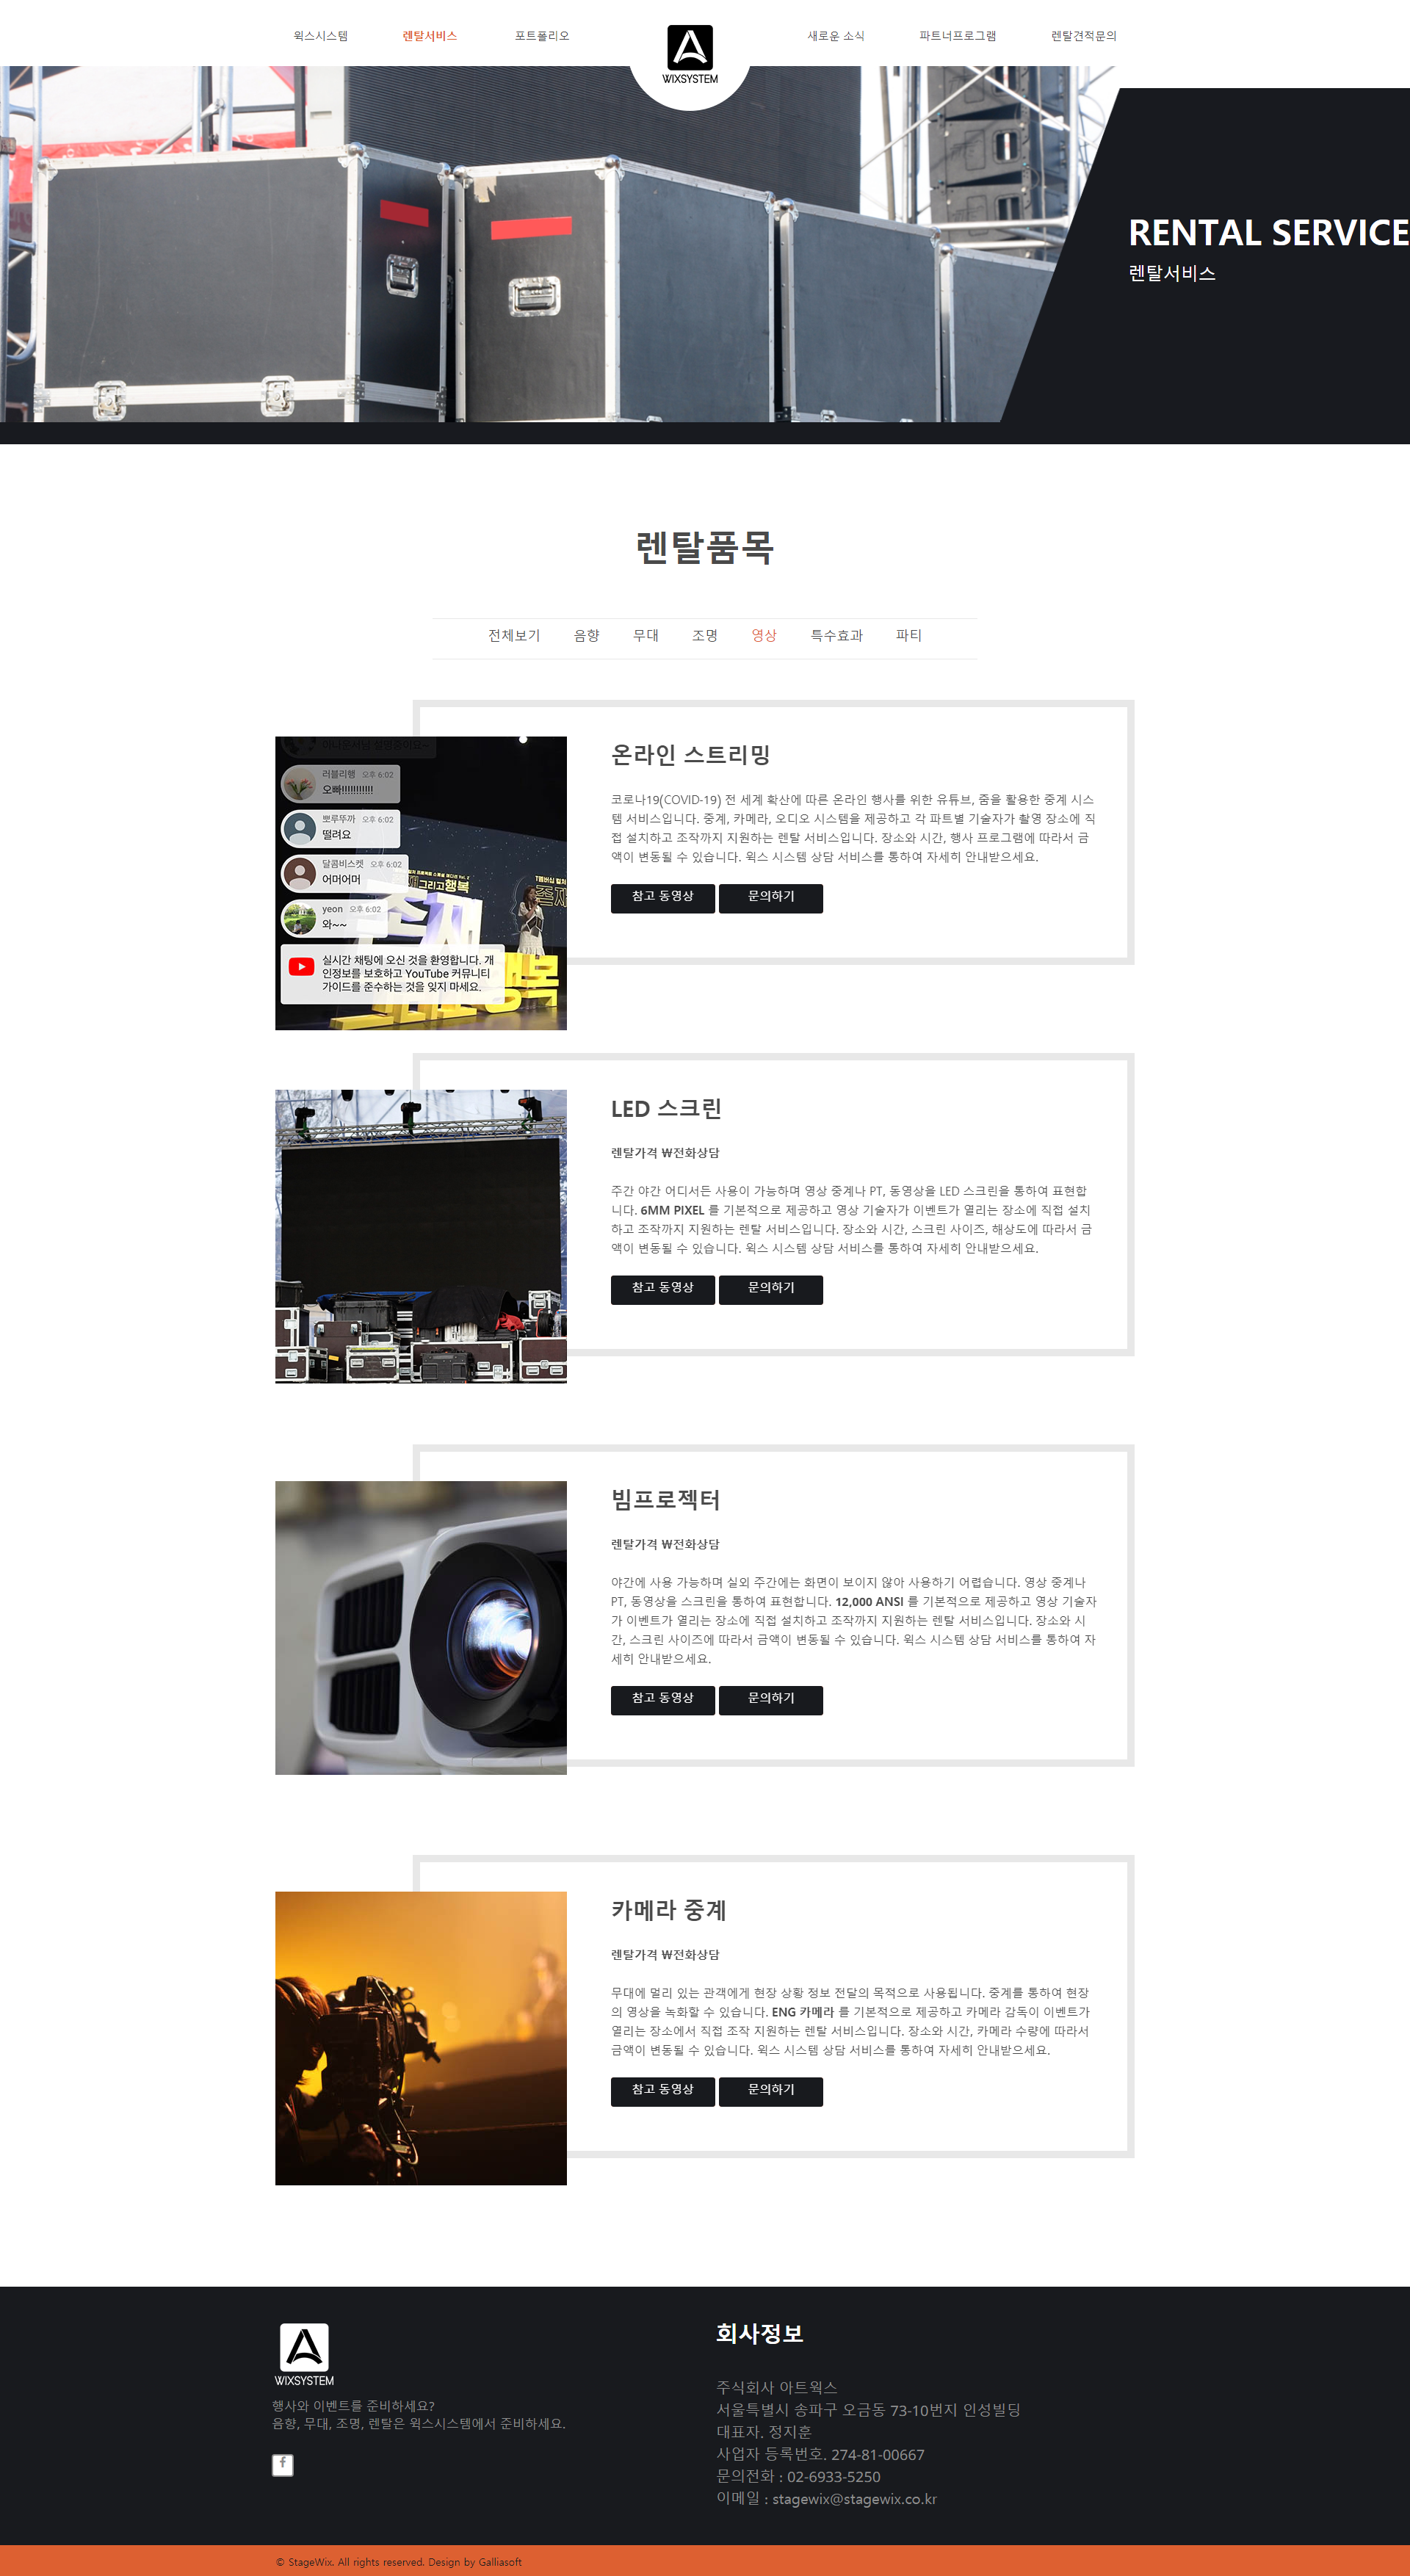 윅스시스템 렌탈서비스 포트폴리오 WIXSYSTEM 새로운 소식 파트너프로그램 렌탈견적문의
RENTAL SERVICE
렌탈서비스
렌탈품목
전체보기 음향 무대 조명 영상 특수효과 파티
러블리행 오후 6:02
오빠!!!!!!!!!!!
뽀루뚜까 오후 6:02
떨려요
달콤비스켓 오후 6:02
어머어머
yeon 오후 6:02
와~~
실시간 채팅에 오신 것을 환영합니다. 개
인정보를 보호하고 YouTube 커뮤니티
가이드를 준수하는 것을 잊지 마세요.
온라인 스트리밍
코로나19(COVID-19) 전 세계 확산에 따른 온라인 행사를 위한 유튜브, 줌을 활용한 중계 시스
템 서비스입니다. 중계, 카메라, 오디오 시스템을 제공하고 각 파트별 기술자가 촬영 장소에 직
접 설치하고 조작까지 지원하는 렌탈 서비스입니다. 장소와 시간, 행사 프로그램에 따라서 금
액이 변동될 수 있습니다. 윅스 시스템 상담 서비스를 통하여 자세히 안내받으세요.
참고 동영상 문의하기
LED 스크린
렌탈가격 ₩전화상담
주간 야간 어디서든 사용이 가능하며 영상 중계나 PT, 동영상을 LED 스크린을 통하여 표현합
니다. 6MM PIXEL 를 기본적으로 제공하고 영상 기술자가 이벤트가 열리는 장소에 직접 설치
하고 조작까지 지원하는 렌탈 서비스입니다. 장소와 시간, 스크린 사이즈, 해상도에 따라서 금
액이 변동될 수 있습니다. 윅스 시스템 상담 서비스를 통하여 자세히 안내받으세요.
참고 동영상 문의하기
빔프로젝터
렌탈가격 ₩전화상담
야간에 사용 가능하며 실외 주간에는 화면이 보이지 않아 사용하기 어렵습니다. 영상 중계나
PT, 동영상을 스크린을 통하여 표현합니다. 12,000 ANSI 를 기본적으로 제공하고 영상 기술자
가 이벤트가 열리는 장소에 직접 설치하고 조작까지 지원하는 렌탈 서비스입니다. 장소와 시
간, 스크린 사이즈에 따라서 금액이 변동될 수 있습니다. 윅스 시스템 상담 서비스를 통하여 자
세히 안내받으세요.
참고 동영상 문의하기
카메라 중계
렌탈가격 ₩전화상담
무대에 멀리 있는 관객에게 현장 상황 정보 전달의 목적으로 사용됩니다. 중계를 통하여 현장
의 영상을 녹화할 수 있습니다. ENG 카메라 를 기본적으로 제공하고 카메라 감독이 이벤트가
열리는 장소에서 직접 조작 지원하는 렌탈 서비스입니다. 장소와 시간, 카메라 수량에 따라서
금액이 변동될 수 있습니다. 윅스 시스템 상담 서비스를 통하여 자세히 안내받으세요.
참고 동영상 문의하기
WIXSYSTEM
행사와 이벤트를 준비하세요?
음향, 무대, 조명, 렌탈은 윅스시스템에서 준비하세요.
회사정보
주식회사 아트웍스
서울특별시 송파구 오금동 73-10번지 인성빌딩
대표자. 정지훈
사업자 등록번호. 274-81-00667
문의전화 : 02-6933-5250
이메일 : stagewix@stagewix.co.kr
© StageWix. All rights reserved. Design by Galliasoft